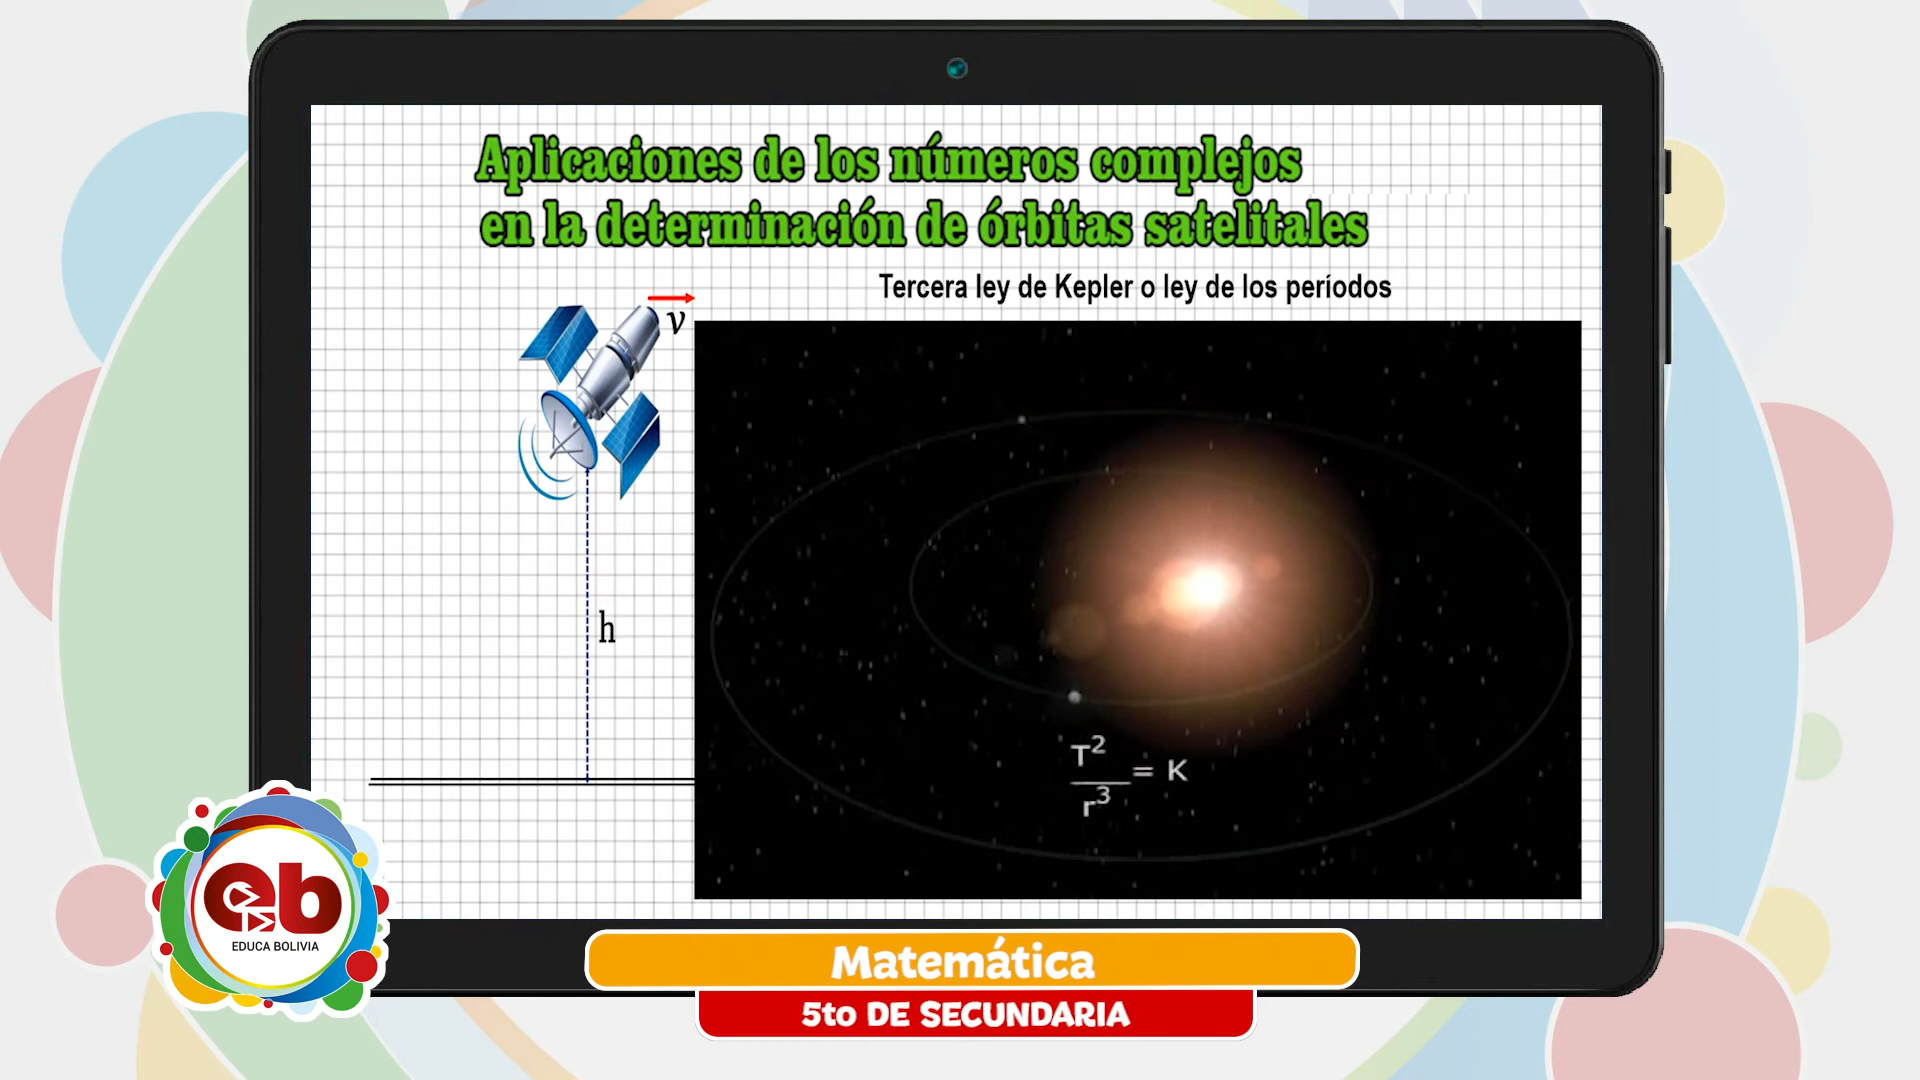 Aplicaciones de los números complejos
en la determinación de órbitas satelitales
Tercera ley de Kepler o ley de los períodos
v
h
T²
— = K
r³
eb
EDUCA BOLIVIA
Matemática
5to DE SECUNDARIA